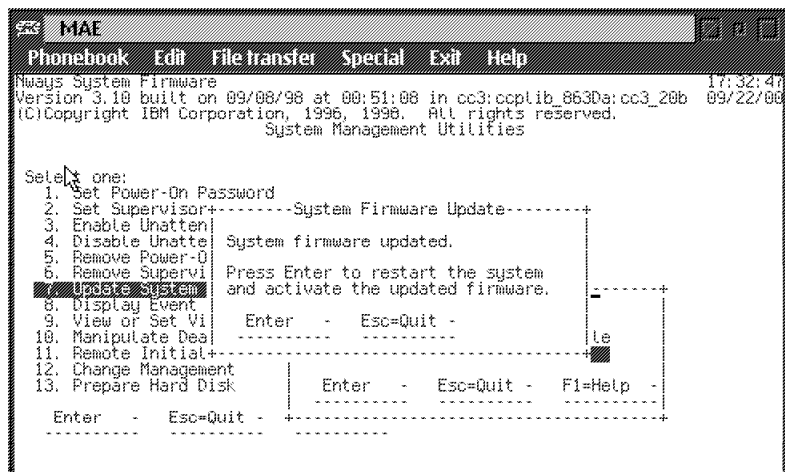 MAE
Phonebook Edit File transfer Special Exit Help
Nways System Firmware 17:32:47
Version 3.10 built on 09/08/98 at 00:51:08 in cc3:ccplib_863Da:cc3_20b 09/22/00
(C)Copyright IBM Corporation, 1996, 1998. All rights reserved.
System Management Utilities
Select one:
1. Set Power-On Password
2. Set Supervisor+--------System Firmware Update--------+
3. Enable Unatten
4. Disable Unatte System firmware updated.
5. Remove Power-O
6. Remove Supervi Press Enter to restart the system
7. Update System and activate the updated firmware.
8. Display Event
9. View or Set Vi Enter - Esc=Quit -
10. Manipulate Dea le
11. Remote Initial
12. Change Management
13. Prepare Hard Disk Enter - Esc=Quit - F1=Help -
Enter - Esc=Quit -